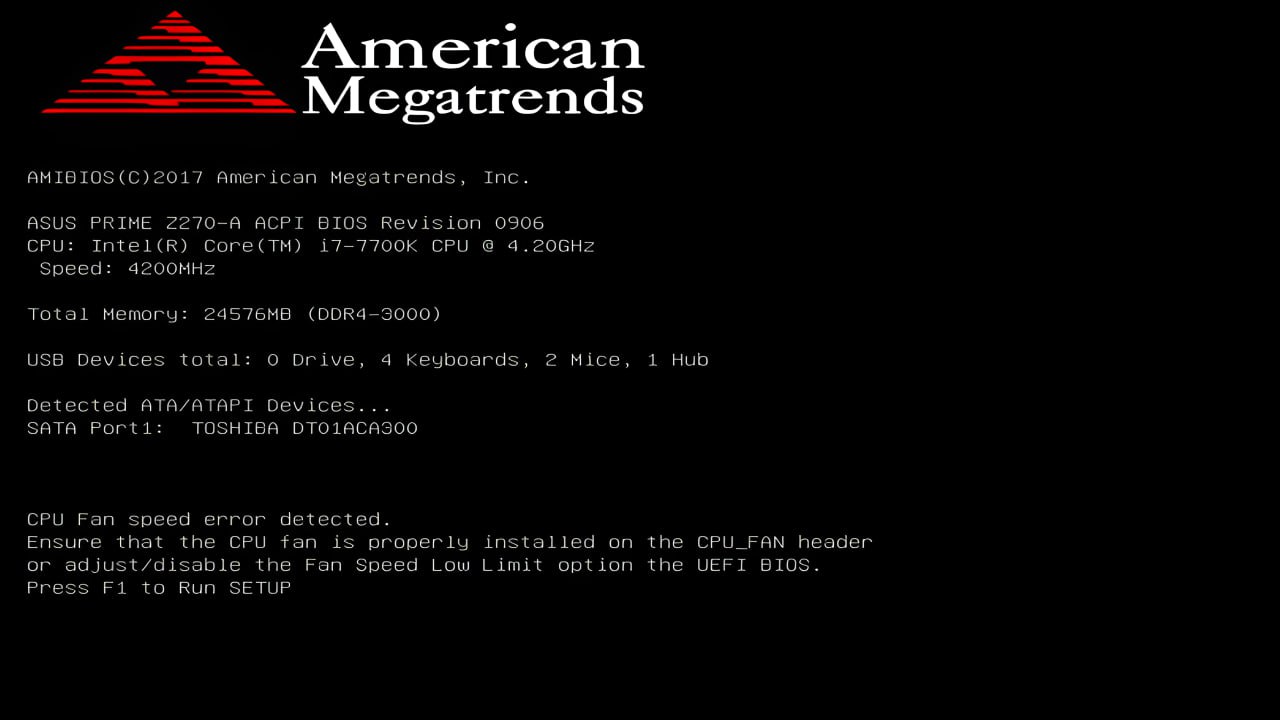 American
Megatrends
AMIBIOS(C)2017 American Megatrends, Inc.
ASUS PRIME Z270-A ACPI BIOS Revision 0906
CPU: Intel(R) Core(TM) i7-7700K CPU @ 4.20GHz
Speed: 4200MHz
Total Memory: 24576MB (DDR4-3000)
USB Devices total: 0 Drive, 4 Keyboards, 2 Mice, 1 Hub
Detected ATA/ATAPI Devices...
SATA Port1: TOSHIBA DT01ACA300
CPU Fan speed error detected.
Ensure that the CPU fan is properly installed on the CPU_FAN header
or adjust/disable the Fan Speed Low Limit option the UEFI BIOS.
Press F1 to Run SETUP